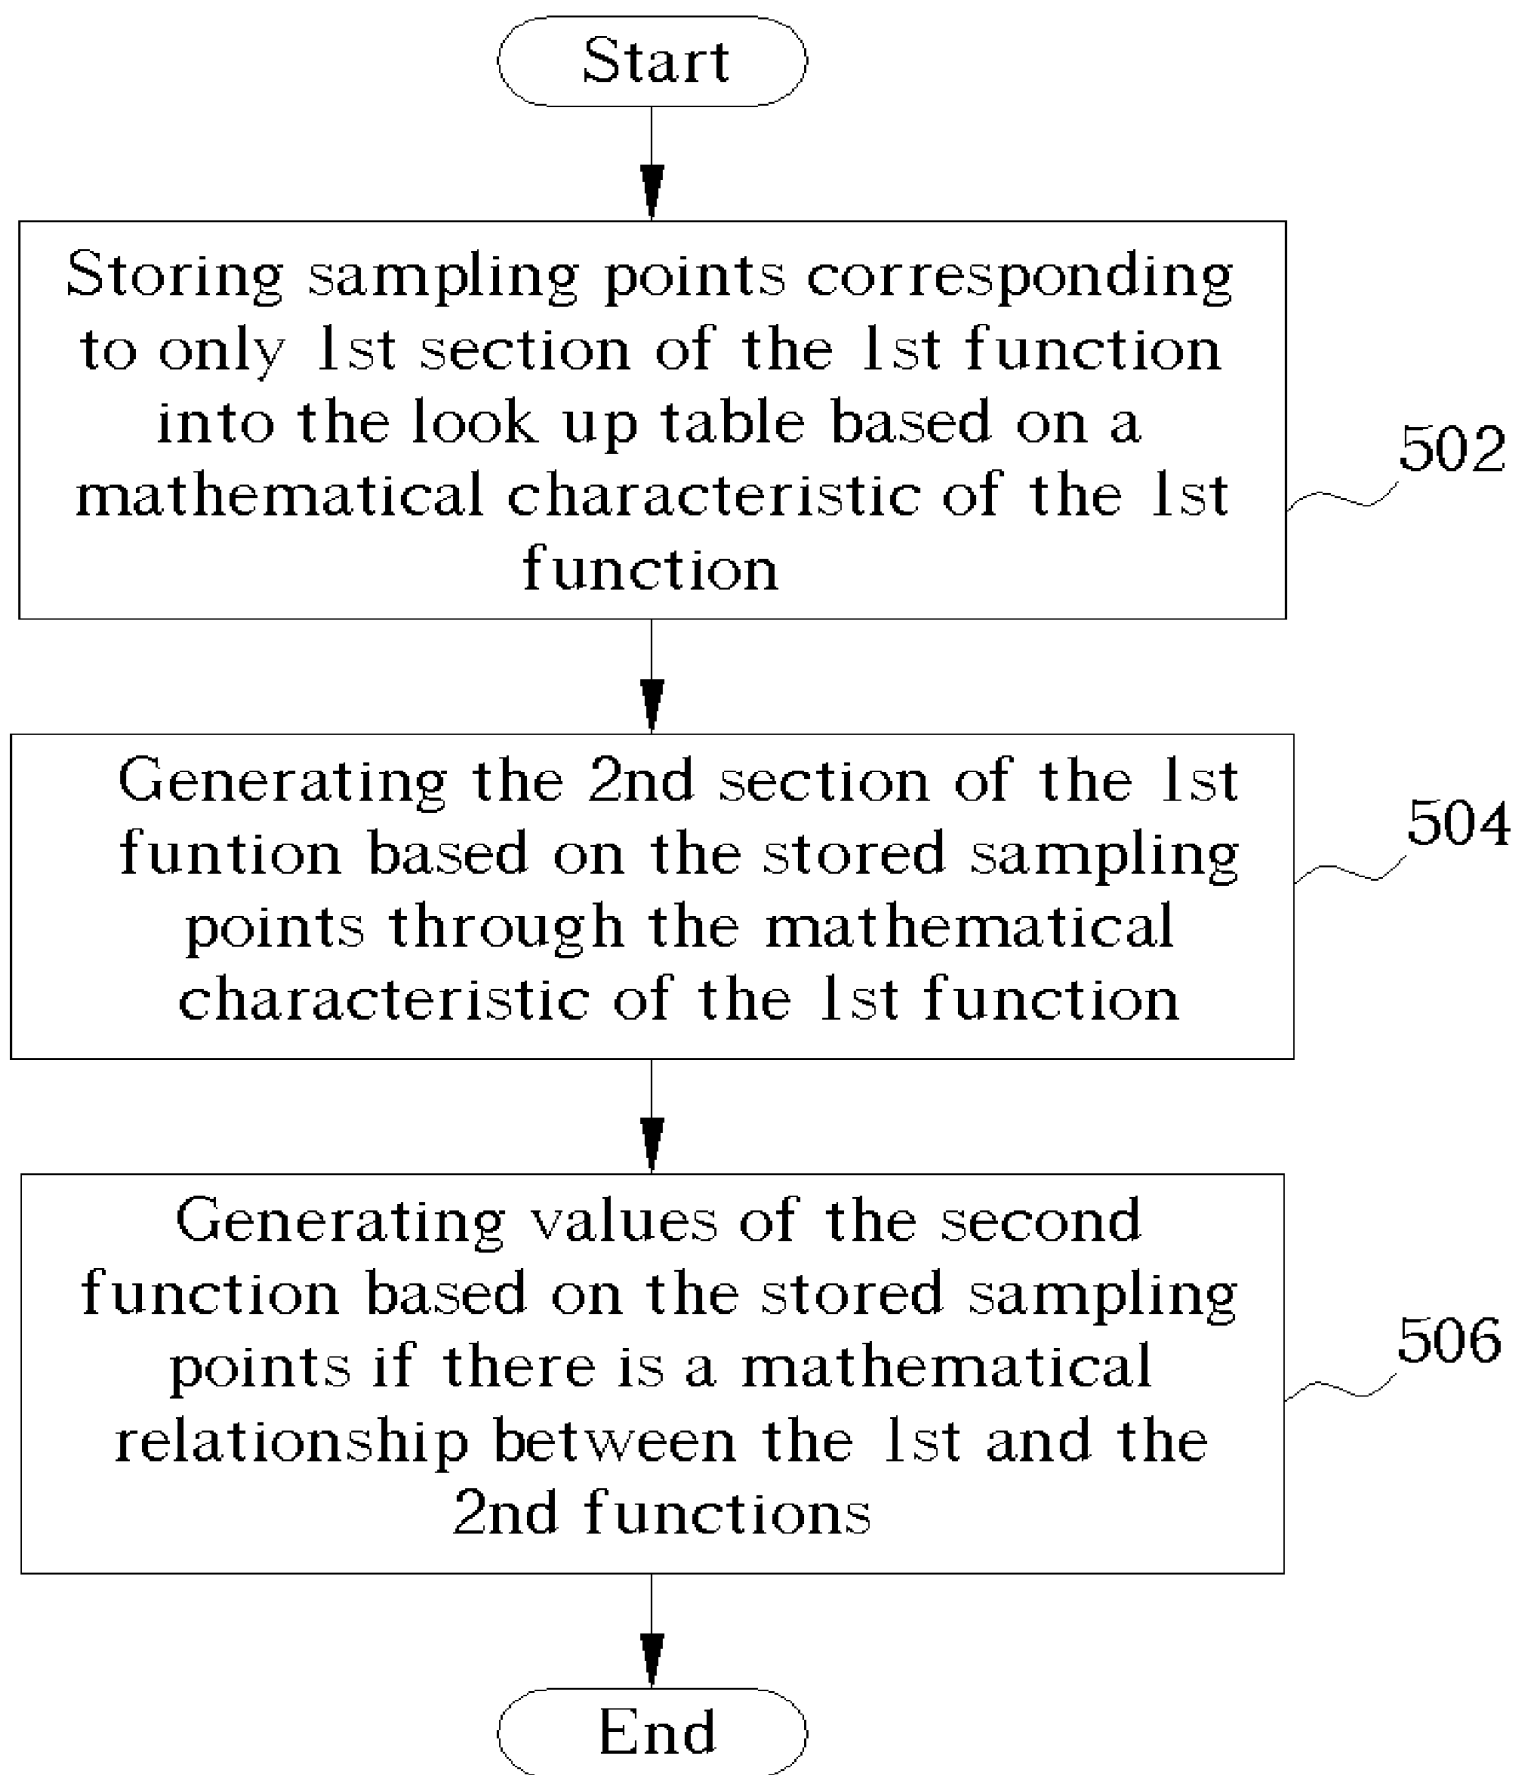 Start
Storing sampling points corresponding
to only 1st section of the 1st function
into the look up table based on a
mathematical characteristic of the 1st
function
502
Generating the 2nd section of the 1st
funtion based on the stored sampling
points through the mathematical
characteristic of the 1st function
504
Generating values of the second
function based on the stored sampling
points if there is a mathematical
relationship between the 1st and the
2nd functions
506
End